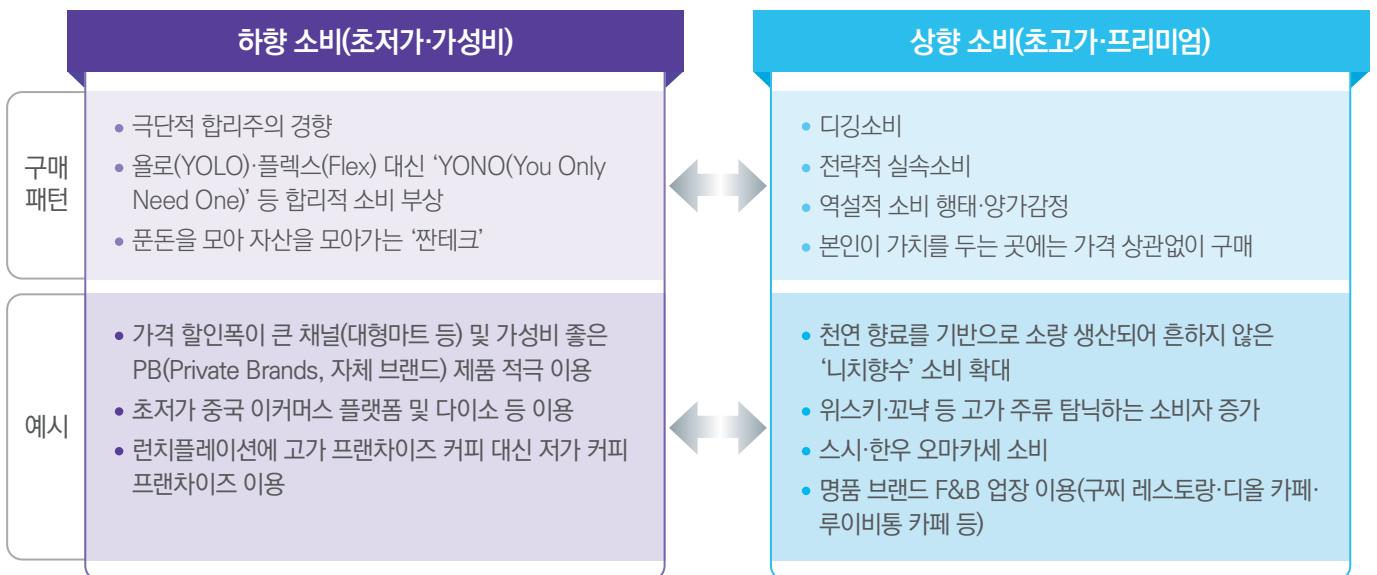 하향 소비(초저가·가성비)
상향 소비(초고가·프리미엄)
구매
패턴
• 극단적 합리주의 경향
• 욜로(YOLO)·플렉스(Flex) 대신 ‘YONO(You Only
Need One)’ 등 합리적 소비 부상
• 푼돈을 모아 자산을 모아가는 ‘짠테크’
• 디깅소비
• 전략적 실속소비
• 역설적 소비 행태·양가감정
• 본인이 가치를 두는 곳에는 가격 상관없이 구매
예시
• 가격 할인폭이 큰 채널(대형마트 등) 및 가성비 좋은
PB(Private Brands, 자체 브랜드) 제품 적극 이용
• 초저가 중국 이커머스 플랫폼 및 다이소 등 이용
• 런치플레이션에 고가 프랜차이즈 커피 대신 저가 커피
프랜차이즈 이용
• 천연 향료를 기반으로 소량 생산되어 흔하지 않은
‘니치향수’ 소비 확대
• 위스키·꼬냑 등 고가 주류 탐닉하는 소비자 증가
• 스시·한우 오마카세 소비
• 명품 브랜드 F&B 업장 이용(구찌 레스토랑·디올 카페·
루이비통 카페 등)